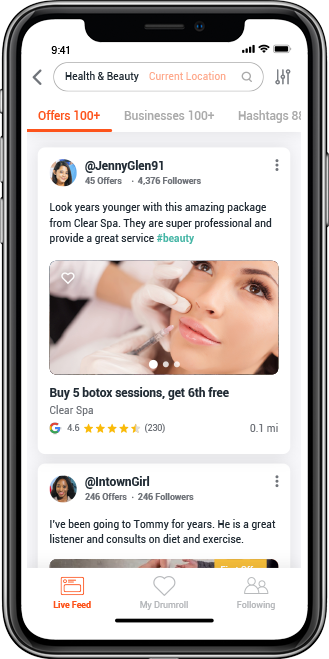 9:41
Health & Beauty Current Location
Offers 100+ Businesses 100+ Hashtags 88
@JennyGlen91
45 Offers · 4,376 Followers
Look years younger with this amazing package
from Clear Spa. They are super professional and
provide a great service #beauty
Buy 5 botox sessions, get 6th free
Clear Spa
4.6 (230) 0.1 mi
@IntownGirl
246 Offers · 246 Followers
I've been going to Tommy for years. He is a great
listener and consults on diet and exercise.
Live Feed My Drumroll Following